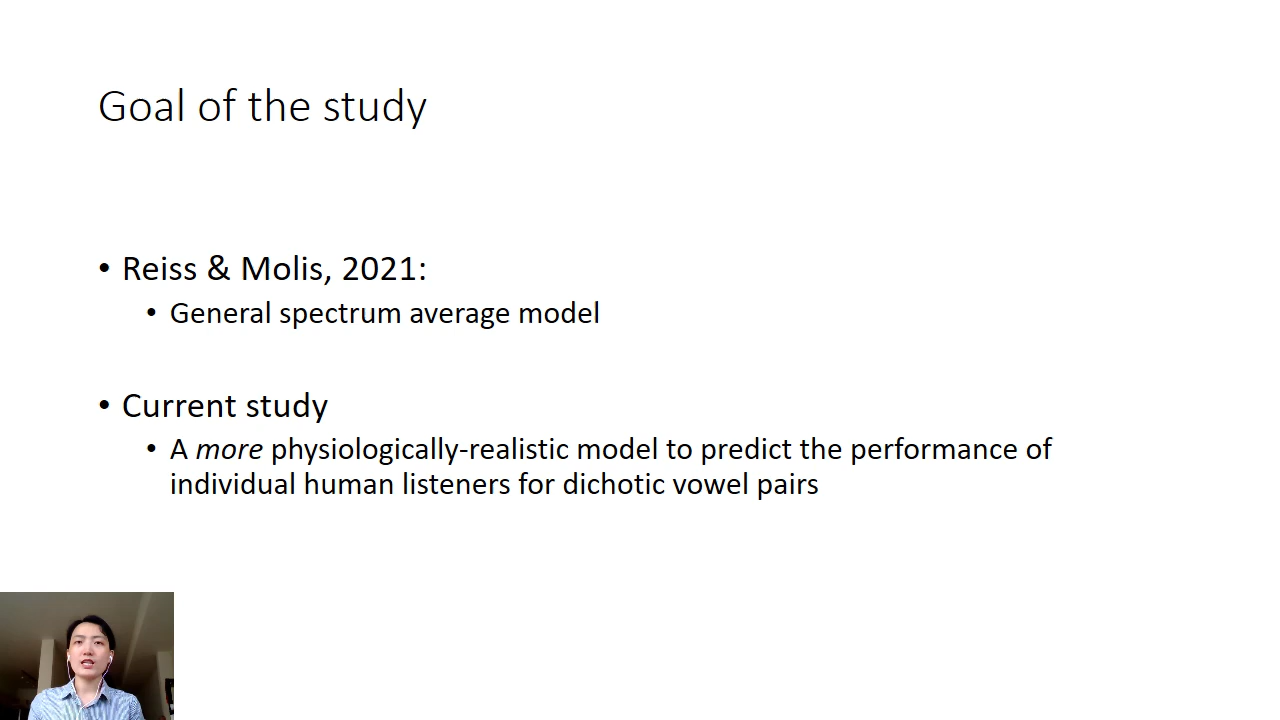 Goal of the study
• Reiss & Molis, 2021:
• General spectrum average model
• Current study
• A more physiologically-realistic model to predict the performance of
individual human listeners for dichotic vowel pairs